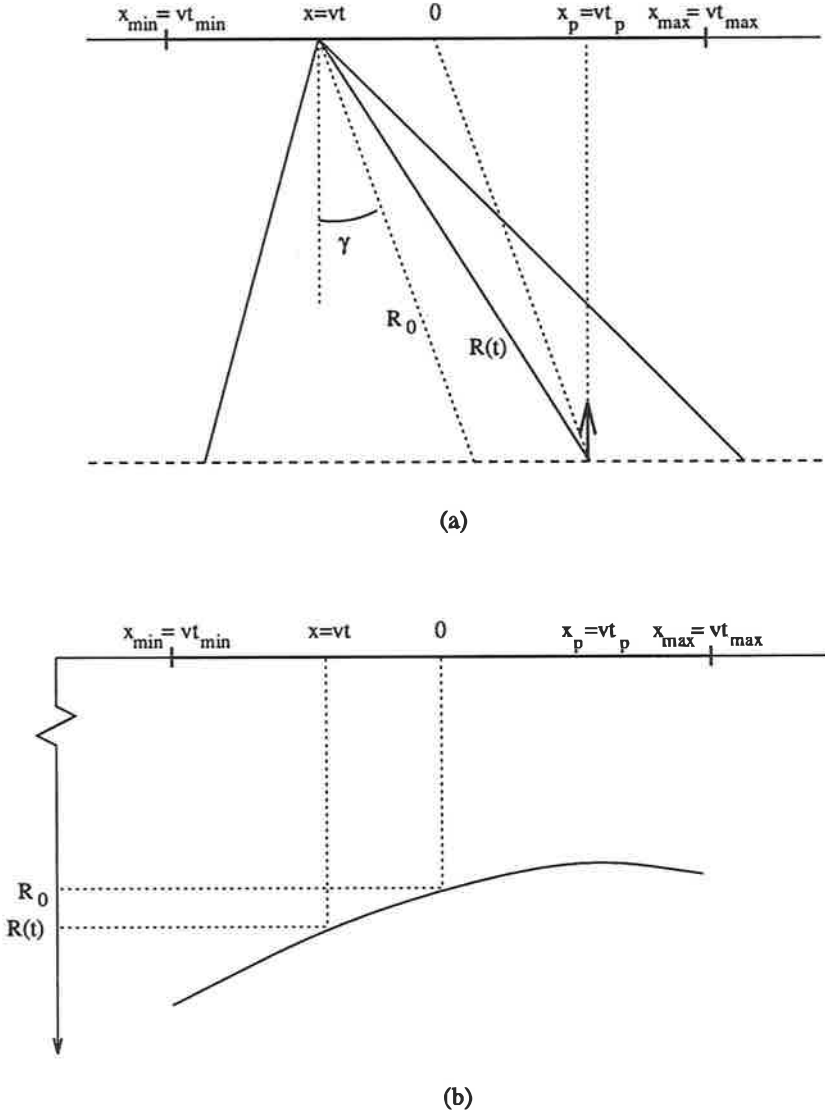 x_min = vt_min x=vt 0 x_p=vt_p x_max = vt_max
γ
R_0
R(t)
(a)
x_min = vt_min x=vt 0 x_p=vt_p x_max = vt_max
R_0
R(t)
(b)